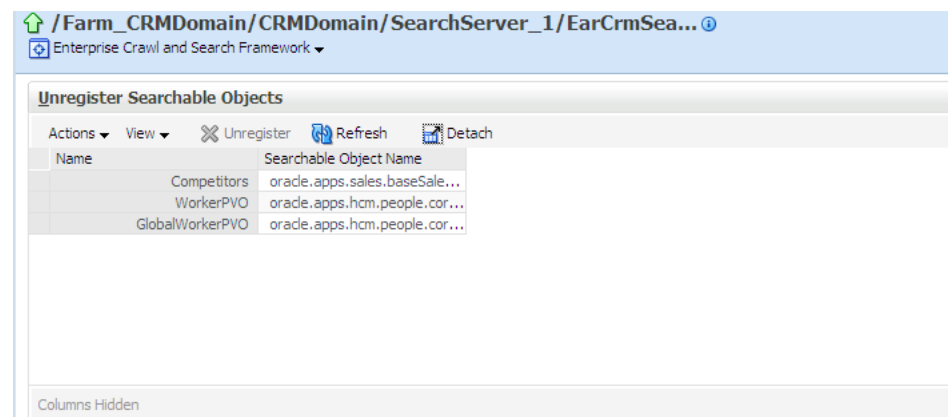 /Farm_CRMDomain/CRMDomain/SearchServer_1/EarCrmSea...
Enterprise Crawl and Search Framework
Unregister Searchable Objects
Actions View Unregister Refresh Detach
Name Searchable Object Name
Competitors oracle.apps.sales.baseSale...
WorkerPVO oracle.apps.hcm.people.cor...
GlobalWorkerPVO oracle.apps.hcm.people.cor...
Columns Hidden